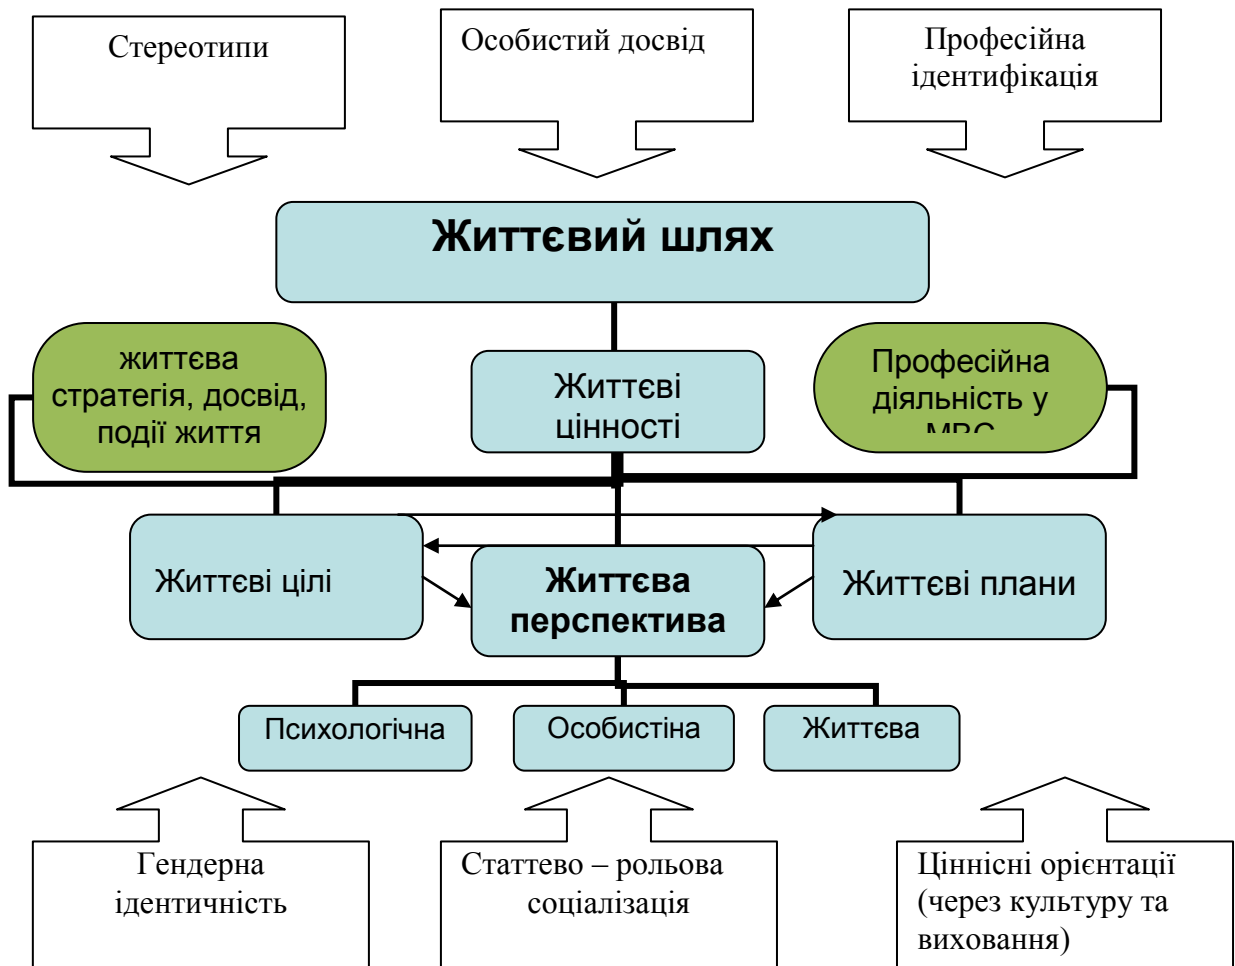 Стереотипи
Особистий досвід
Професійна
ідентифікація
Життєвий шлях
життєва
стратегія, досвід,
події життя
Життєві
цінності
Професійна
діяльність у
Життєві цілі
Життєва
перспектива
Життєві плани
Психологічна
Особистіна
Життєва
Гендерна
ідентичність
Статтево – рольова
соціалізація
Ціннісні орієнтації
(через культуру та
виховання)